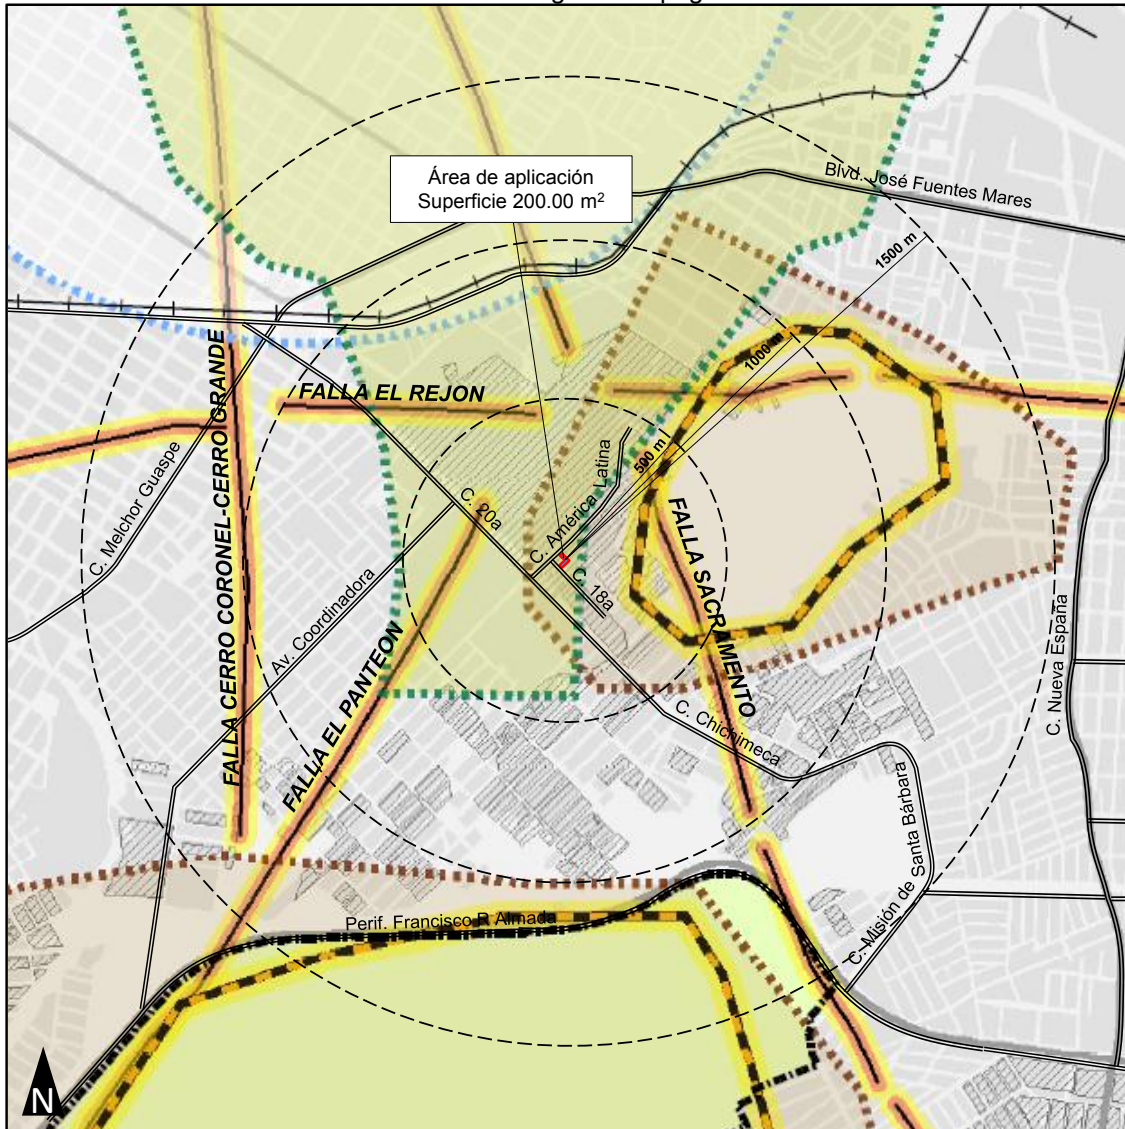 Área de aplicación
Superficie 200.00 m²
Blvd. José Fuentes Mares
1500 m
1000 m
500 m
FALLA EL REJON
FALLA CERRO CORONEL-CERRO GRANDE
C. Melchor Guaspe
C. América Latina
C. 20a
C. 18a
FALLA SACRAMENTO
Av. Coordinadora
FALLA EL PANTEON
C. Nueva España
C. Chichimeca
C. Misión de Santa Bárbara
Perif. Francisco R Almada
N